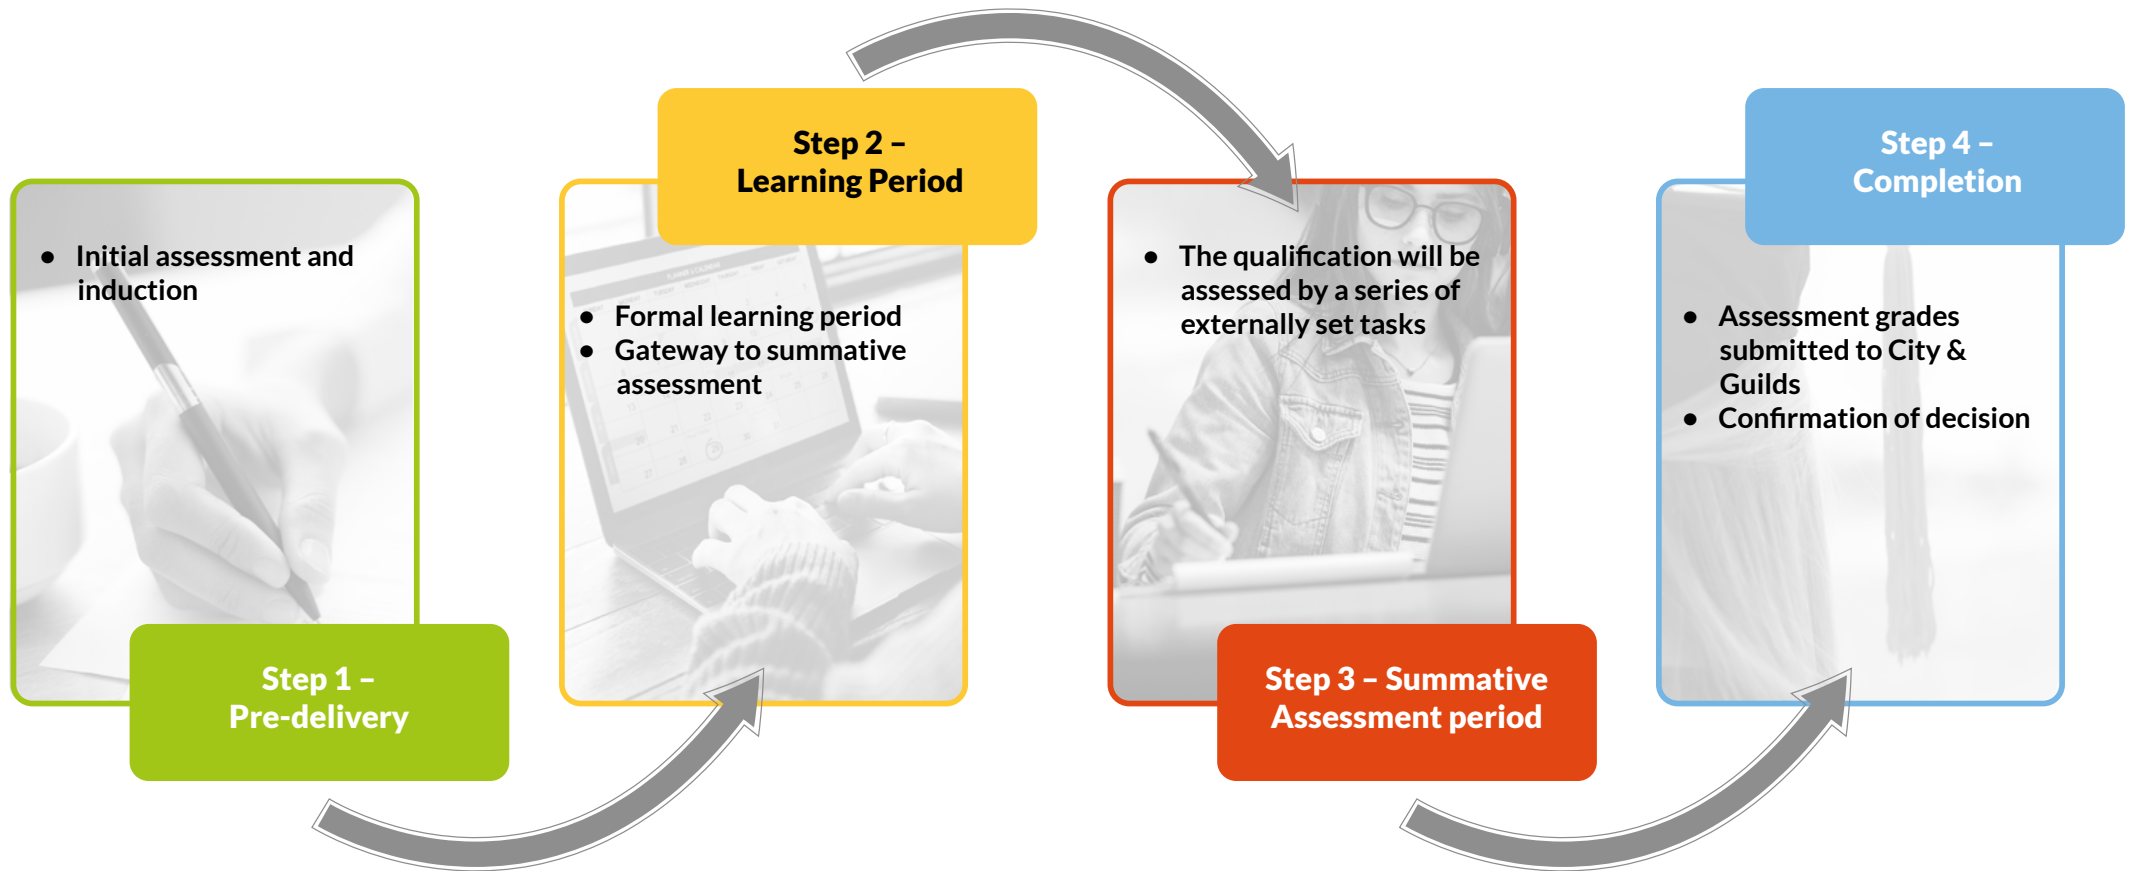 ● Initial assessment and
induction
Step 1 –
Pre-delivery
Step 2 –
Learning Period
● Formal learning period
● Gateway to summative
assessment
● The qualification will be
assessed by a series of
externally set tasks
Step 3 – Summative
Assessment period
Step 4 –
Completion
● Assessment grades
submitted to City &
Guilds
● Confirmation of decision